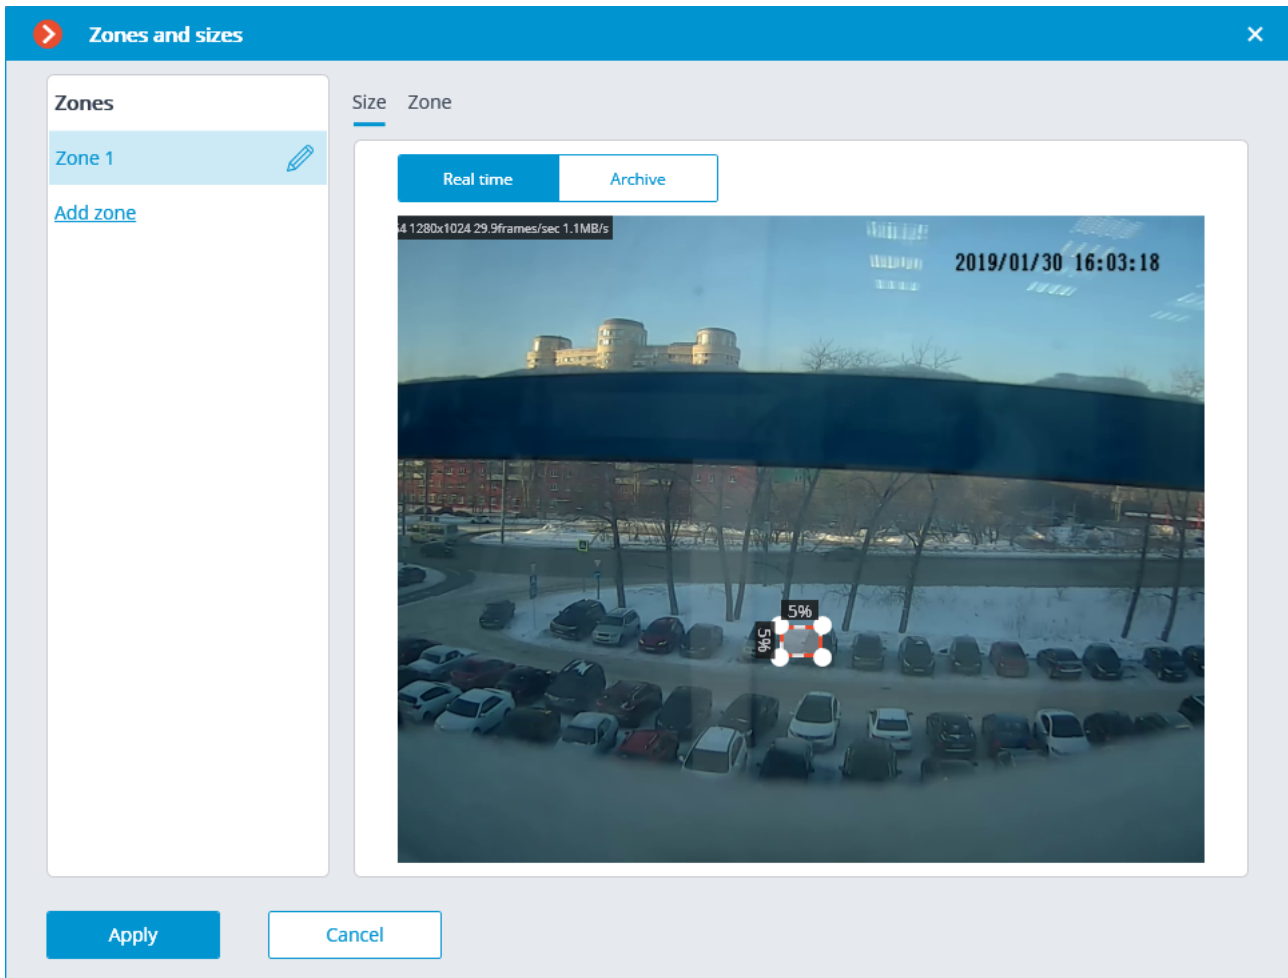 Zones and sizes
Zones
Zone 1
Add zone
Size Zone
Real time Archive
4 1280x1024 29.9frames/sec 1.1MB/s
2019/01/30 16:03:18
5%
5%
Apply Cancel